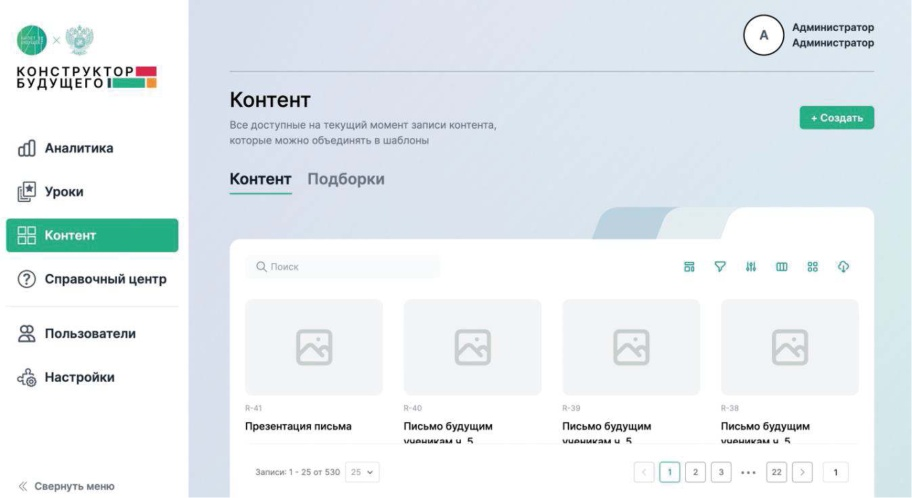 КОНСТРУКТОР
БУДУЩЕГО
Аналитика
Уроки
Контент
Справочный центр
Пользователи
Настройки
Свернуть меню
А
Администратор
Администратор
Контент
Все доступные на текущий момент записи контента,
которые можно объединять в шаблоны
+ Создать
Контент Подборки
Поиск
R-41 R-40 R-39 R-38
Презентация письма Письмо будущим Письмо будущим Письмо будущим
ученикам ч. 5 ученикам ч. 5 ученикам ч. 5
Записи: 1 - 25 от 530 25 1 2 3 ••• 22 1